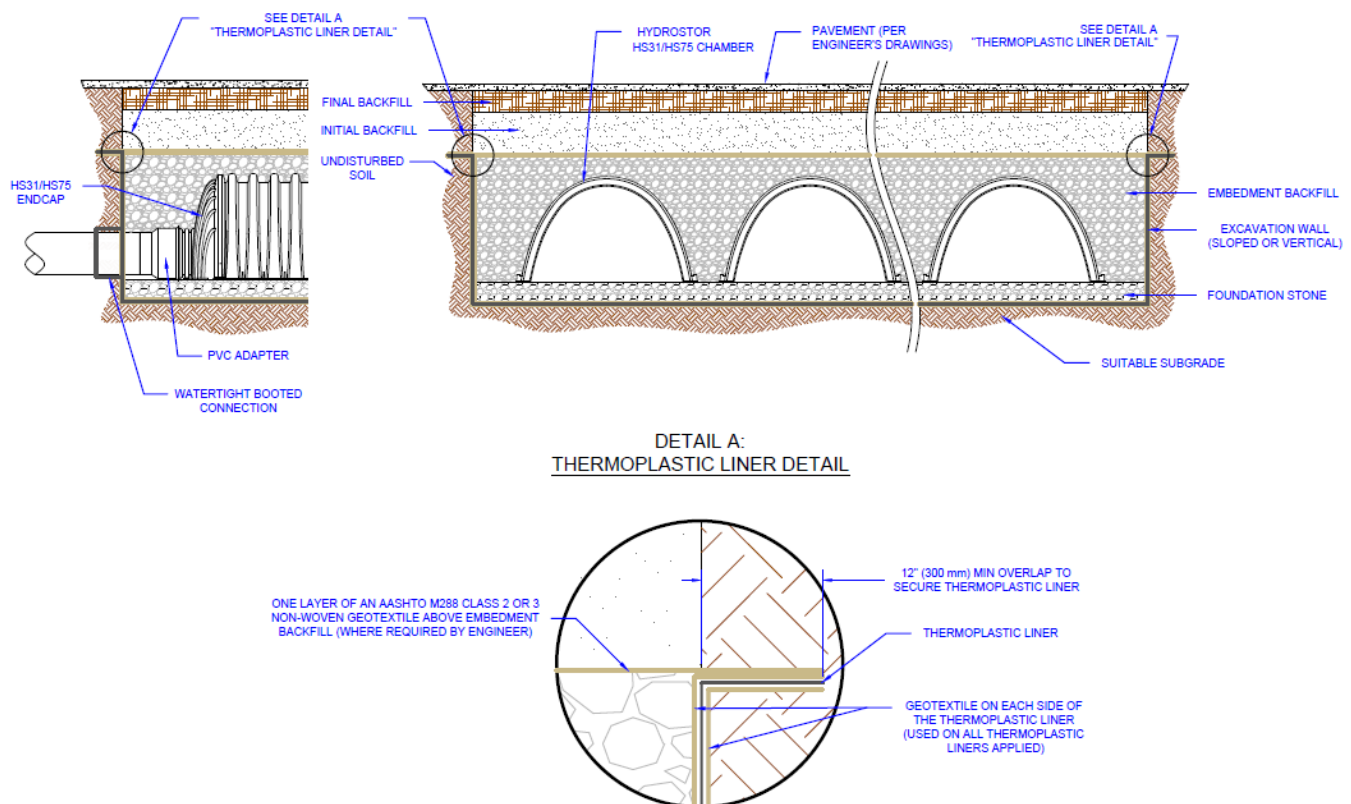 SEE DETAIL A
"THERMOPLASTIC LINER DETAIL"
HYDROSTOR
HS31/HS75 CHAMBER
PAVEMENT (PER
ENGINEER'S DRAWINGS)
SEE DETAIL A
"THERMOPLASTIC LINER DETAIL"
FINAL BACKFILL
INITIAL BACKFILL
UNDISTURBED
SOIL
HS31/HS75
ENDCAP
EMBEDMENT BACKFILL
EXCAVATION WALL
(SLOPED OR VERTICAL)
FOUNDATION STONE
PVC ADAPTER
SUITABLE SUBGRADE
WATERTIGHT BOOTED
CONNECTION
DETAIL A:
THERMOPLASTIC LINER DETAIL
12" (300 mm) MIN OVERLAP TO
SECURE THERMOPLASTIC LINER
ONE LAYER OF AN AASHTO M288 CLASS 2 OR 3
NON-WOVEN GEOTEXTILE ABOVE EMBEDMENT
BACKFILL (WHERE REQUIRED BY ENGINEER)
THERMOPLASTIC LINER
GEOTEXTILE ON EACH SIDE OF
THE THERMOPLASTIC LINER
(USED ON ALL THERMOPLASTIC
LINERS APPLIED)